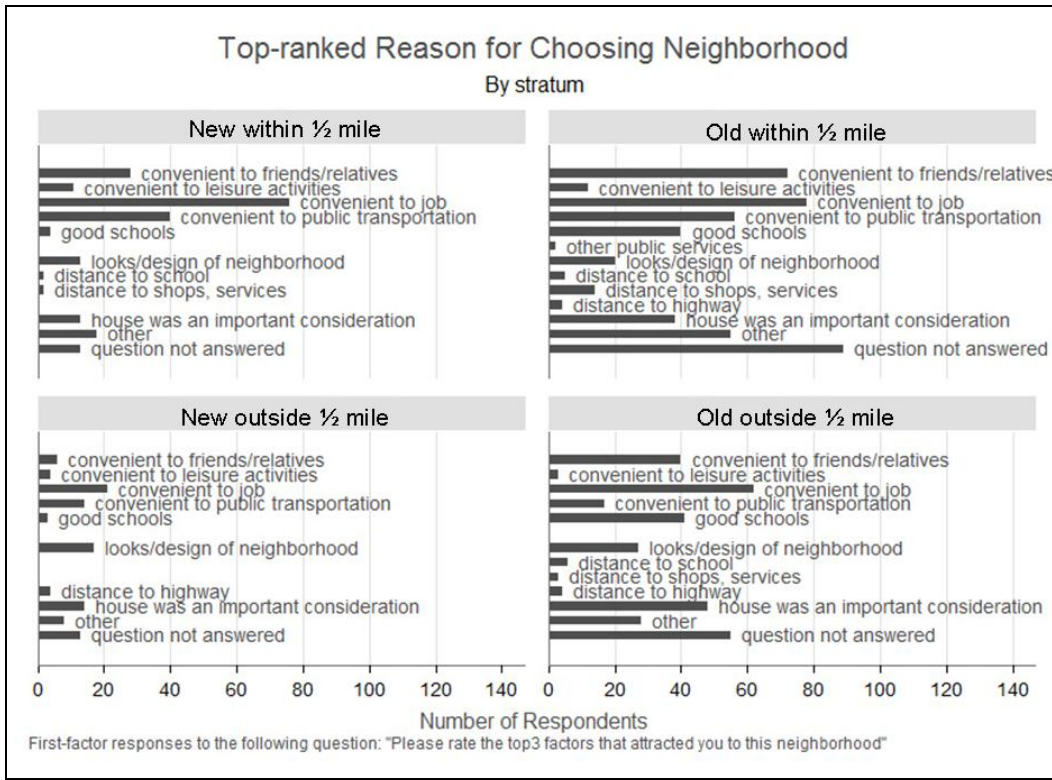 Top-ranked Reason for Choosing Neighborhood
By stratum
New within ½ mile
convenient to friends/relatives
convenient to leisure activities
convenient to job
convenient to public transportation
good schools
looks/design of neighborhood
distance to school
distance to shops, services
house was an important consideration
other
question not answered
Old within ½ mile
convenient to friends/relatives
convenient to leisure activities
convenient to job
convenient to public transportation
good schools
other public services
looks/design of neighborhood
distance to school
distance to shops, services
distance to highway
house was an important consideration
other
question not answered
New outside ½ mile
convenient to friends/relatives
convenient to leisure activities
convenient to job
convenient to public transportation
good schools
looks/design of neighborhood
distance to highway
house was an important consideration
other
question not answered
0 20 40 60 80 100 120 140
Old outside ½ mile
convenient to friends/relatives
convenient to leisure activities
convenient to job
convenient to public transportation
good schools
looks/design of neighborhood
distance to school
distance to shops, services
distance to highway
house was an important consideration
other
question not answered
0 20 40 60 80 100 120 140
Number of Respondents
First-factor responses to the following question: "Please rate the top3 factors that attracted you to this neighborhood"